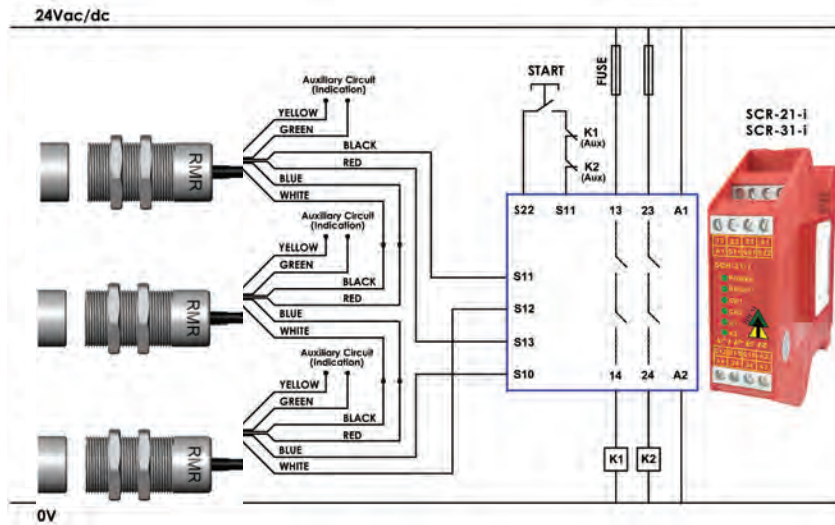 24Vac/dc
Auxiliary Circuit
(Indication)
YELLOW
GREEN
BLACK
RED
BLUE
WHITE
RMR
Auxiliary Circuit
(Indication)
YELLOW
GREEN
BLACK
RED
BLUE
WHITE
RMR
Auxiliary Circuit
(Indication)
YELLOW
GREEN
BLACK
RED
BLUE
WHITE
RMR
START
FUSE
K1
(Aux)
K2
(Aux)
S22 S11 13 23 A1
S11
S12
S13
S10
14 24 A2
K1 K2
SCR-21-i
SCR-31-i
SCR-21-i
0V